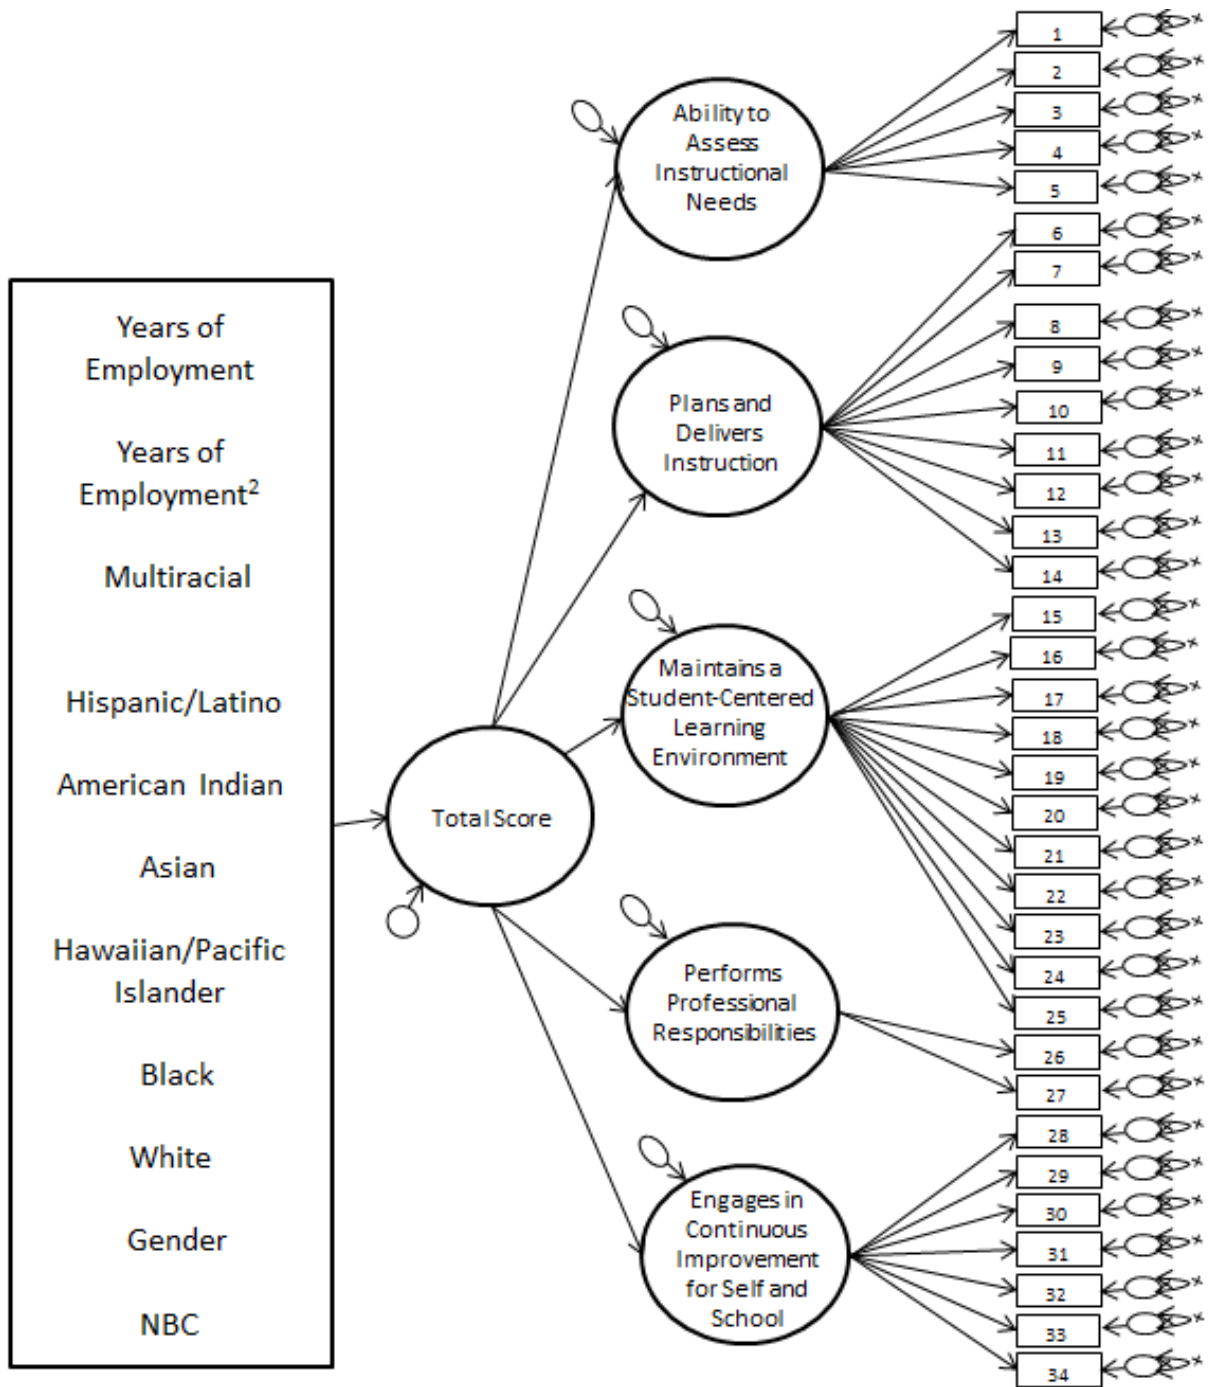 Years of
Employment
Years of
Employment²
Multiracial
Hispanic/Latino
American Indian
Asian
Hawaiian/Pacific
Islander
Black
White
Gender
NBC
Total Score
Ability to
Assess
Instructional
Needs
Plans and
Delivers
Instruction
Maintains a
Student-Centered
Learning
Environment
Performs
Professional
Responsibilities
Engages in
Continuous
Improvement
for Self and
School
1
2
3
4
5
6
7
8
9
10
11
12
13
14
15
16
17
18
19
20
21
22
23
24
25
26
27
28
29
30
31
32
33
34